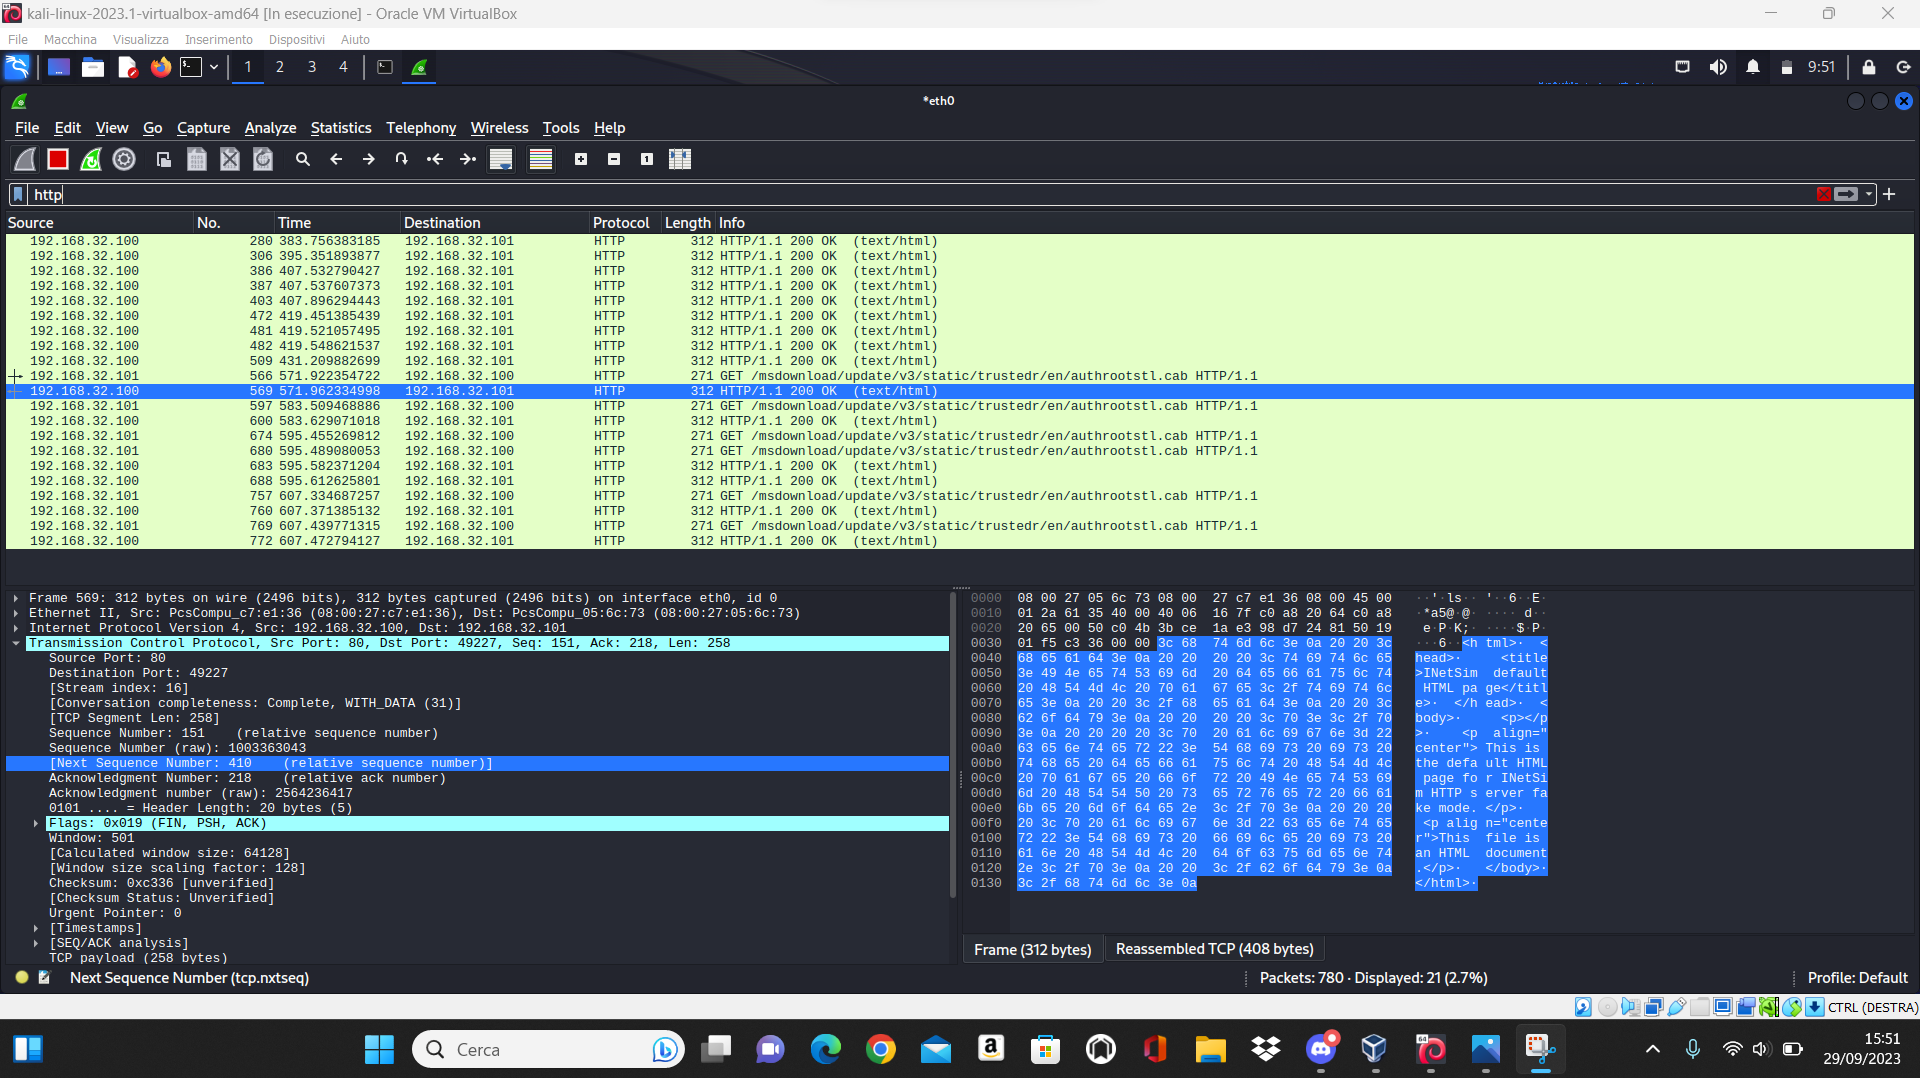 kali-linux-2023.1-virtualbox-amd64 [In esecuzione] - Oracle VM VirtualBox
File Macchina Visualizza Inserimento Dispositivi Aiuto
1 2 3 4 9:51
*eth0
File Edit View Go Capture Analyze Statistics Telephony Wireless Tools Help
http
Source No. Time Destination Protocol Length Info
192.168.32.100 280 383.756383185 192.168.32.101 HTTP 312 HTTP/1.1 200 OK (text/html)
192.168.32.100 306 395.351893877 192.168.32.101 HTTP 312 HTTP/1.1 200 OK (text/html)
192.168.32.100 386 407.532790427 192.168.32.101 HTTP 312 HTTP/1.1 200 OK (text/html)
192.168.32.100 387 407.537607373 192.168.32.101 HTTP 312 HTTP/1.1 200 OK (text/html)
192.168.32.100 403 407.896294443 192.168.32.101 HTTP 312 HTTP/1.1 200 OK (text/html)
192.168.32.100 472 419.451385439 192.168.32.101 HTTP 312 HTTP/1.1 200 OK (text/html)
192.168.32.100 481 419.521057495 192.168.32.101 HTTP 312 HTTP/1.1 200 OK (text/html)
192.168.32.100 482 419.548621537 192.168.32.101 HTTP 312 HTTP/1.1 200 OK (text/html)
192.168.32.100 509 431.209882699 192.168.32.101 HTTP 312 HTTP/1.1 200 OK (text/html)
192.168.32.101 566 571.922354722 192.168.32.100 HTTP 271 GET /msdownload/update/v3/static/trustedr/en/authrootstl.cab HTTP/1.1
192.168.32.100 569 571.962334998 192.168.32.101 HTTP 312 HTTP/1.1 200 OK (text/html)
192.168.32.101 597 583.509468886 192.168.32.100 HTTP 271 GET /msdownload/update/v3/static/trustedr/en/authrootstl.cab HTTP/1.1
192.168.32.100 600 583.629071018 192.168.32.101 HTTP 312 HTTP/1.1 200 OK (text/html)
192.168.32.101 674 595.455269812 192.168.32.100 HTTP 271 GET /msdownload/update/v3/static/trustedr/en/authrootstl.cab HTTP/1.1
192.168.32.101 680 595.489080053 192.168.32.100 HTTP 271 GET /msdownload/update/v3/static/trustedr/en/authrootstl.cab HTTP/1.1
192.168.32.100 683 595.582371204 192.168.32.101 HTTP 312 HTTP/1.1 200 OK (text/html)
192.168.32.100 688 595.612625801 192.168.32.101 HTTP 312 HTTP/1.1 200 OK (text/html)
192.168.32.101 757 607.334687257 192.168.32.100 HTTP 271 GET /msdownload/update/v3/static/trustedr/en/authrootstl.cab HTTP/1.1
192.168.32.100 760 607.371385132 192.168.32.101 HTTP 312 HTTP/1.1 200 OK (text/html)
192.168.32.101 769 607.439771315 192.168.32.100 HTTP 271 GET /msdownload/update/v3/static/trustedr/en/authrootstl.cab HTTP/1.1
192.168.32.100 772 607.472794127 192.168.32.101 HTTP 312 HTTP/1.1 200 OK (text/html)
Frame 569: 312 bytes on wire (2496 bits), 312 bytes captured (2496 bits) on interface eth0, id 0
Ethernet II, Src: PcsCompu_c7:e1:36 (08:00:27:c7:e1:36), Dst: PcsCompu_05:6c:73 (08:00:27:05:6c:73)
Internet Protocol Version 4, Src: 192.168.32.100, Dst: 192.168.32.101
Transmission Control Protocol, Src Port: 80, Dst Port: 49227, Seq: 151, Ack: 218, Len: 258
Source Port: 80
Destination Port: 49227
[Stream index: 16]
[Conversation completeness: Complete, WITH_DATA (31)]
[TCP Segment Len: 258]
Sequence Number: 151 (relative sequence number)
Sequence Number (raw): 1003363043
[Next Sequence Number: 410 (relative sequence number)]
Acknowledgment Number: 218 (relative ack number)
Acknowledgment number (raw): 2564236417
0101 .... = Header Length: 20 bytes (5)
Flags: 0x019 (FIN, PSH, ACK)
Window: 501
[Calculated window size: 64128]
[Window size scaling factor: 128]
Checksum: 0xc336 [unverified]
[Checksum Status: Unverified]
Urgent Pointer: 0
[Timestamps]
[SEQ/ACK analysis]
TCP payload (258 bytes)
0000 08 00 27 05 6c 73 08 00 27 c7 e1 36 08 00 45 00 ··'·ls·· '··6··E·
0010 01 2a 61 35 40 00 40 06 16 7f c0 a8 20 64 c0 a8 ·*a5@·@· ···· d··
0020 20 65 00 50 c0 4b 3b ce 1a e3 98 d7 24 81 50 19 e·P·K;· ····$·P·
0030 01 f5 c3 36 00 00 3c 68 74 6d 6c 3e 0a 20 20 3c ···6··<h tml>· <
0040 68 65 61 64 3e 0a 20 20 20 20 3c 74 69 74 6c 65 head>· <title
0050 3e 49 4e 65 74 53 69 6d 20 64 65 66 61 75 6c 74 >INetSim default
0060 20 48 54 4d 4c 20 70 61 67 65 3c 2f 74 69 74 6c HTML pa ge</titl
0070 65 3e 0a 20 20 3c 2f 68 65 61 64 3e 0a 20 20 3c e>· </h ead>· <
0080 62 6f 64 79 3e 0a 20 20 20 20 3c 70 3e 3c 2f 70 body>· <p></p
0090 3e 0a 20 20 20 20 3c 70 20 61 6c 69 67 6e 3d 22 >· <p align="
00a0 63 65 6e 74 65 72 22 3e 54 68 69 73 20 69 73 20 center"> This is
00b0 74 68 65 20 64 65 66 61 75 6c 74 20 48 54 4d 4c the defa ult HTML
00c0 20 70 61 67 65 20 66 6f 72 20 49 4e 65 74 53 69 page fo r INetSi
00d0 6d 20 48 54 54 50 20 73 65 72 76 65 72 20 66 61 m HTTP s erver fa
00e0 6b 65 20 6d 6f 64 65 2e 3c 2f 70 3e 0a 20 20 20 ke mode. </p>·
00f0 20 3c 70 20 61 6c 69 67 6e 3d 22 63 65 6e 74 65 <p alig n="cente
0100 72 22 3e 54 68 69 73 20 66 69 6c 65 20 69 73 20 r">This file is
0110 61 6e 20 48 54 4d 4c 20 64 6f 63 75 6d 65 6e 74 an HTML document
0120 2e 3c 2f 70 3e 0a 20 20 3c 2f 62 6f 64 79 3e 0a .</p>· </body>·
0130 3c 2f 68 74 6d 6c 3e 0a </html>·
Frame (312 bytes) Reassembled TCP (408 bytes)
Next Sequence Number (tcp.nxtseq) Packets: 780 · Displayed: 21 (2.7%) Profile: Default
CTRL (DESTRA)
Cerca
15:51
29/09/2023